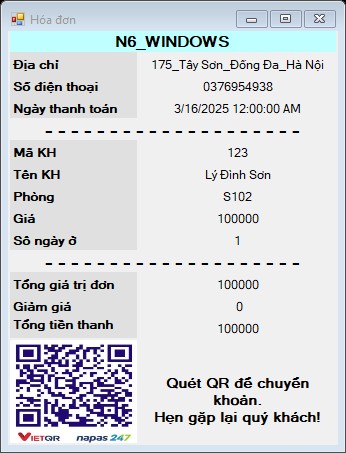 Hóa đơn
N6_WINDOWS
Địa chỉ 175_Tây Sơn_Đống Đa_Hà Nội
Số điện thoại 0376954938
Ngày thanh toán 3/16/2025 12:00:00 AM
Mã KH 123
Tên KH Lý Đình Sơn
Phòng S102
Giá 100000
Số ngày ở 1
Tổng giá trị đơn 100000
Giảm giá 0
Tổng tiền thanh 100000
Quét QR để chuyển
khoản.
Hẹn gặp lại quý khách!
VIETQR napas 247